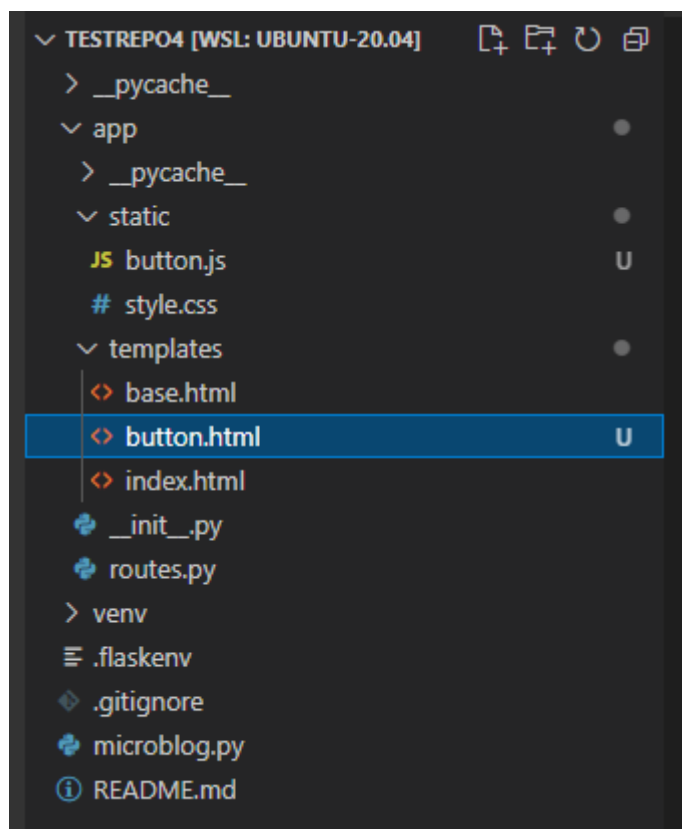 TESTREPO4 [WSL: UBUNTU-20.04]
__pycache__
app
__pycache__
static
JS button.js U
# style.css
templates
<> base.html
<> button.html U
<> index.html
__init__.py
routes.py
venv
.flaskenv
.gitignore
microblog.py
README.md